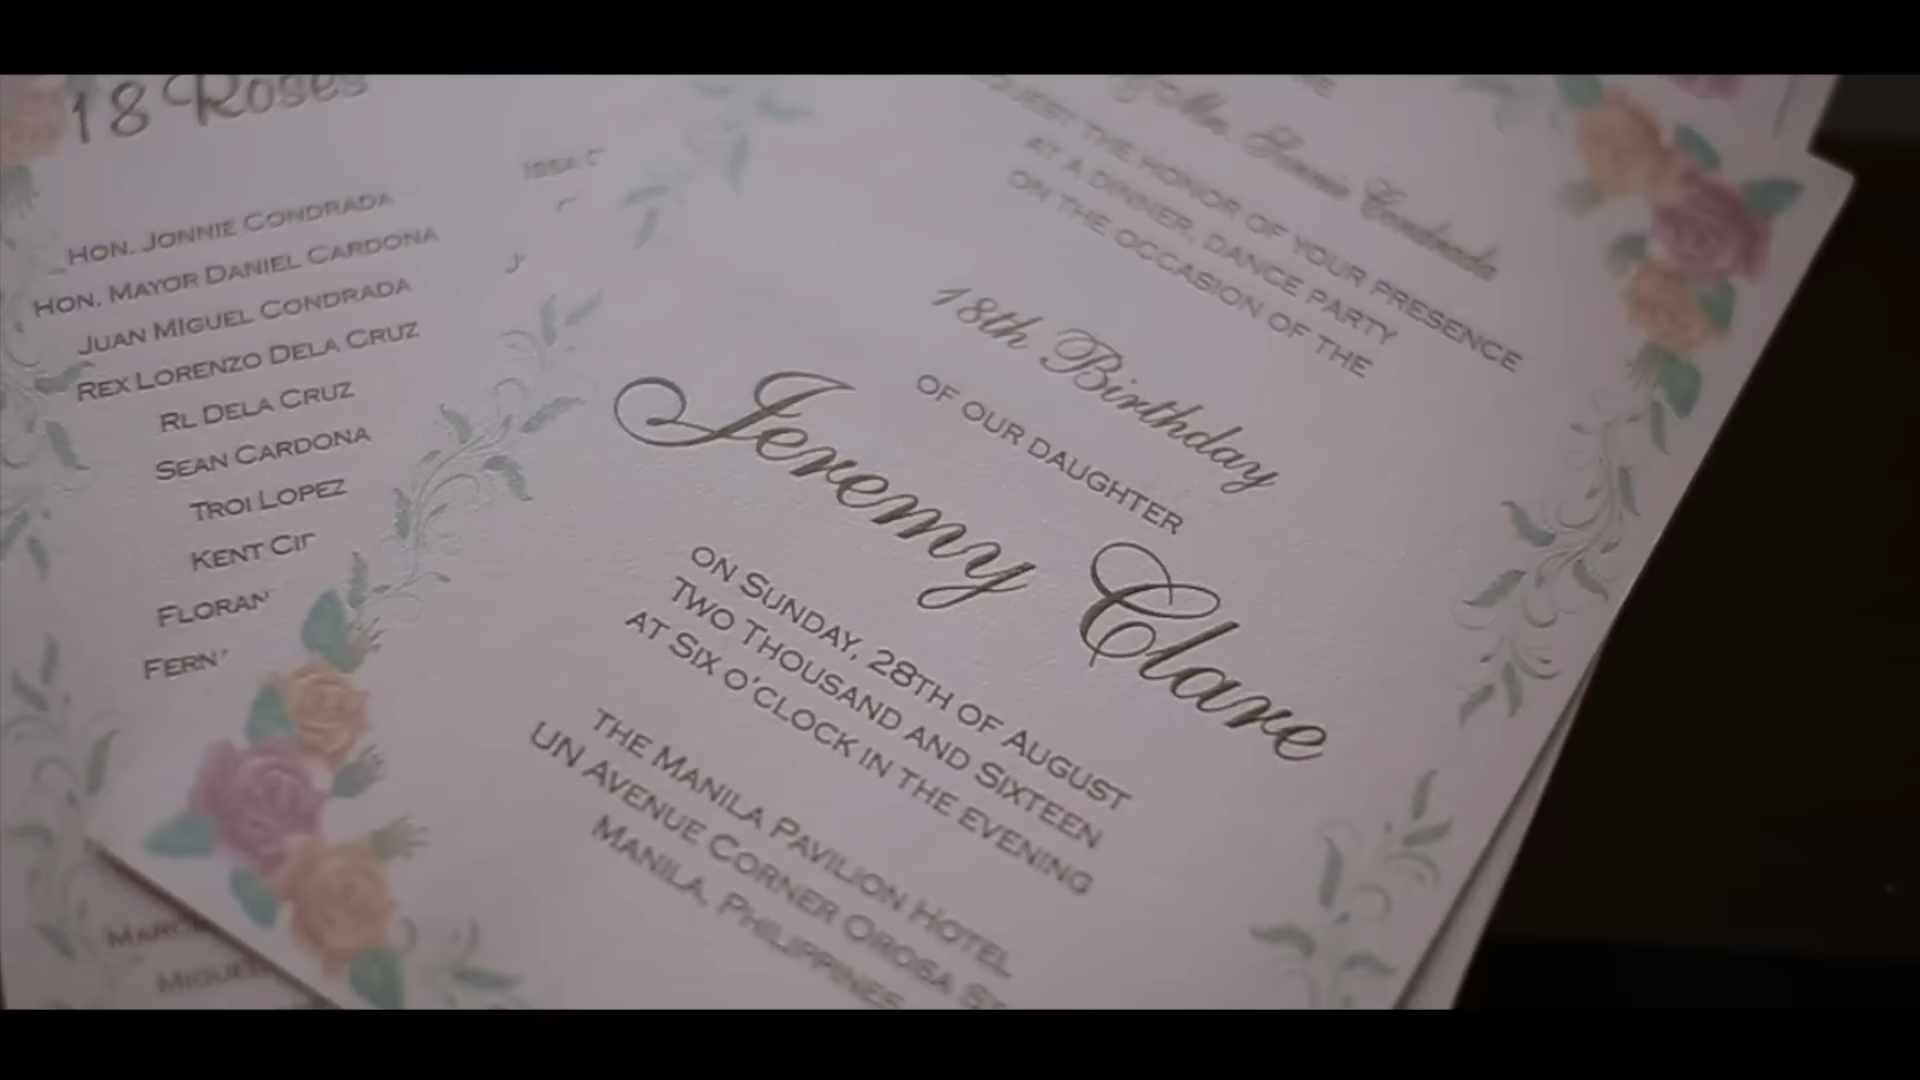 18 Roses
HON. JONNIE CONDRADA
HON. MAYOR DANIEL CARDONA
JUAN MIGUEL CONDRADA
REX LORENZO DELA CRUZ
RL DELA CRUZ
SEAN CARDONA
TROI LOPEZ
KENT
REQUEST THE HONOR OF YOUR PRESENCE
AT A DINNER, DANCE PARTY
ON THE OCCASION OF THE
18th Birthday
OF OUR DAUGHTER
Jeremy Clare
ON SUNDAY, 28TH OF AUGUST
TWO THOUSAND AND SIXTEEN
AT SIX O'CLOCK IN THE EVENING
THE MANILA PAVILION HOTEL
UN AVENUE CORNER OROSA ST
MANILA, PHILIPPINES